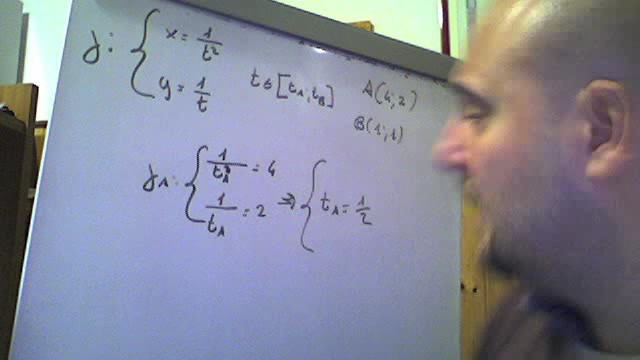 γ: { x = 1/t²
y = 1/t t∈[t_A; t_B] A(4; 2)
B(1; 1)
γ_A: { 1/t_A² = 4
1/t_A = 2 ⇒ { t_A = 1/2